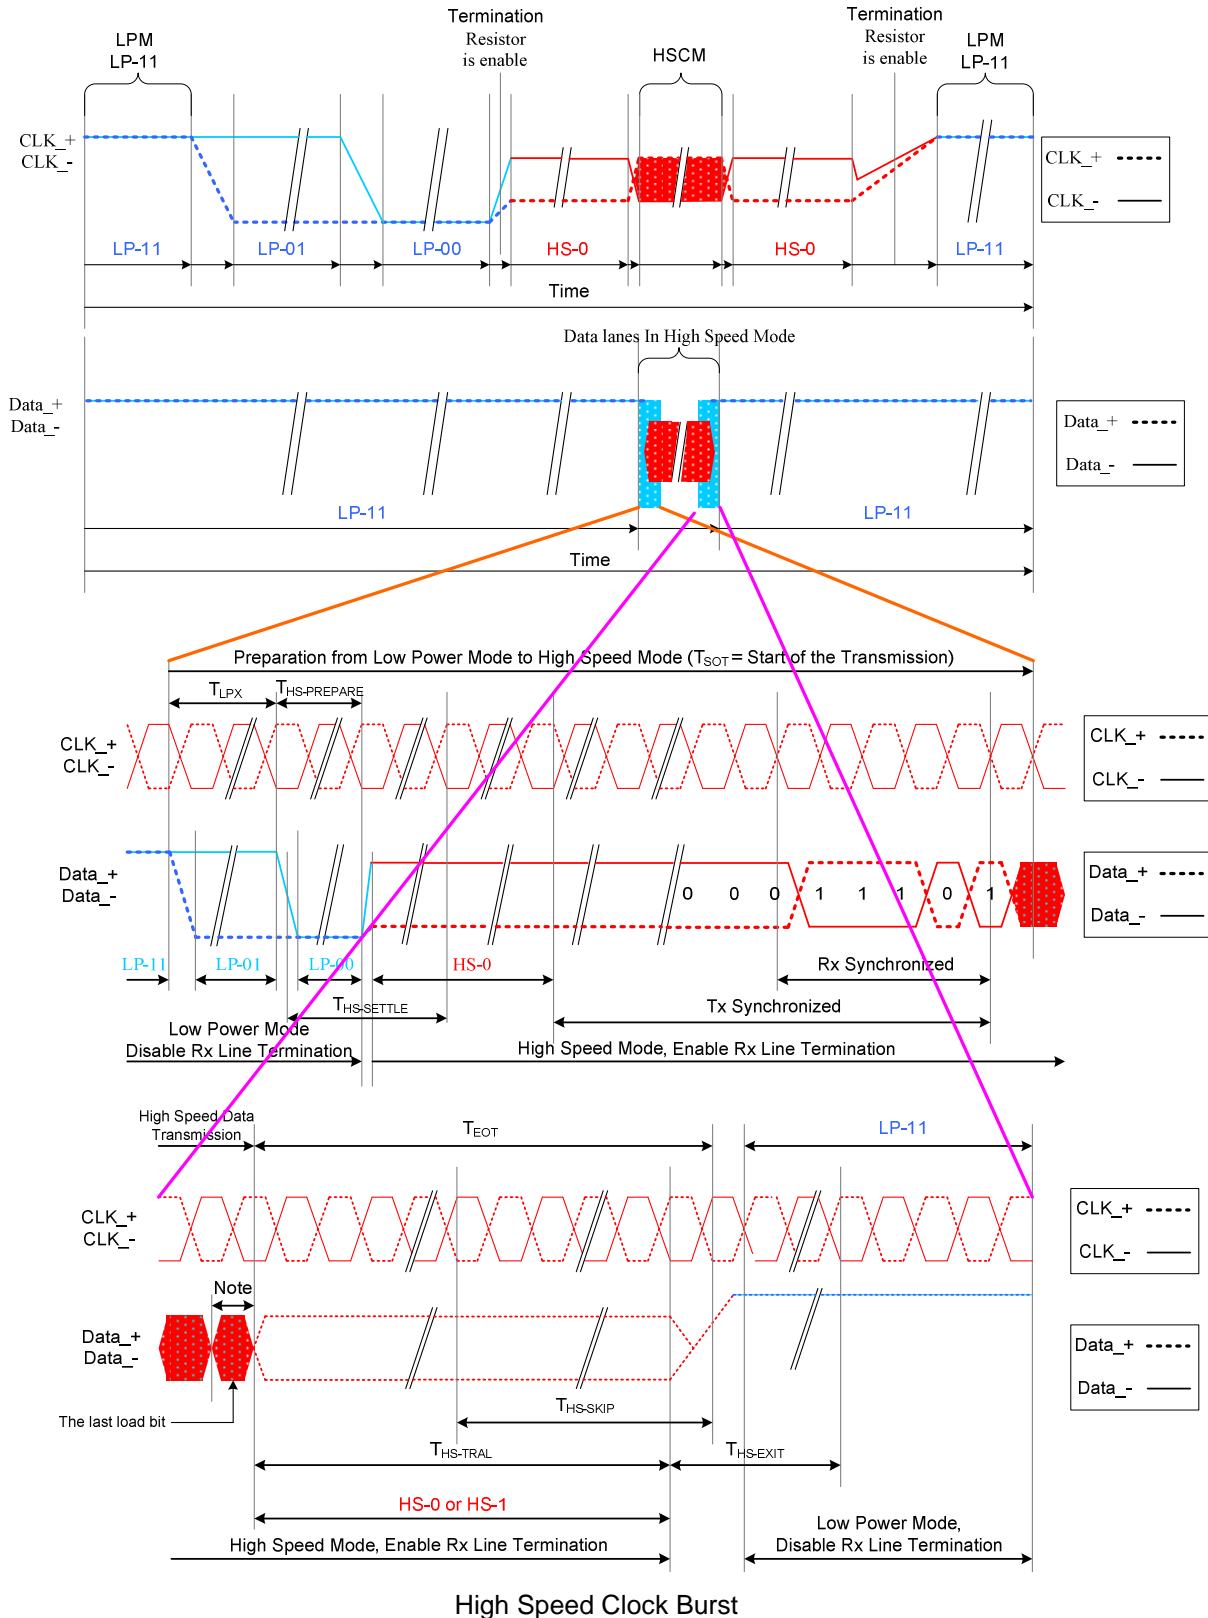 Termination
Resistor
is enable
Termination
Resistor
is enable
LPM
LP-11
HSCM
LPM
LP-11
CLK_+
CLK_-
CLK_+
CLK_-
LP-11
LP-01
LP-00
HS-0
HS-0
LP-11
Time
Data lanes In High Speed Mode
Data_+
Data_-
Data_+
Data_-
LP-11
LP-11
Time
Preparation from Low Power Mode to High Speed Mode (TSOT = Start of the Transmission)
TLPX
THS-PREPARE
CLK_+
CLK_-
CLK_+
CLK_-
Data_+
Data_-
0 0 0 1 1 1 0 1
Data_+
Data_-
LP-11
LP-01
LP-00
HS-0
Rx Synchronized
THS-SETTLE
Tx Synchronized
Low Power Mode
Disable Rx Line Termination
High Speed Mode, Enable Rx Line Termination
High Speed Data
Transmission
TEOT
LP-11
CLK_+
CLK_-
CLK_+
CLK_-
Note
Data_+
Data_-
Data_+
Data_-
The last load bit
THS-SKIP
THS-TRAL
THS-EXIT
HS-0 or HS-1
Low Power Mode,
Disable Rx Line Termination
High Speed Mode, Enable Rx Line Termination
High Speed Clock Burst